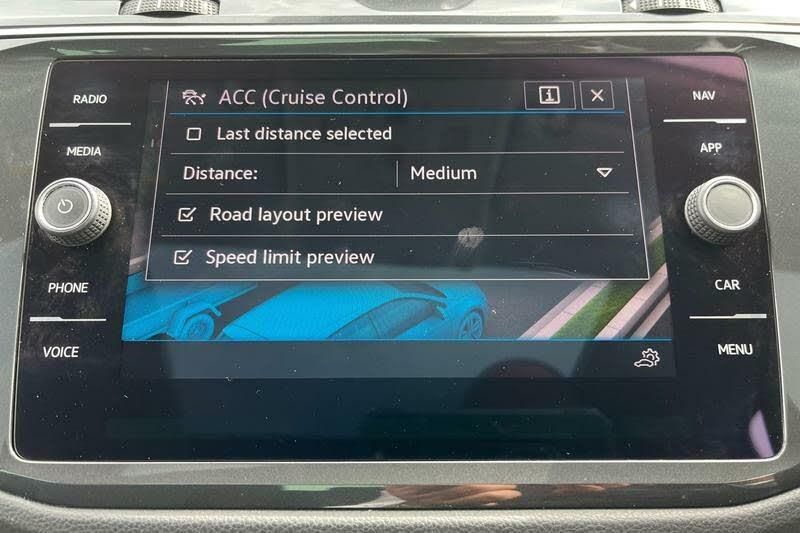 RADIO
MEDIA
PHONE
VOICE
ACC (Cruise Control)
i
Last distance selected
Distance: Medium
Road layout preview
Speed limit preview
NAV
APP
CAR
MENU